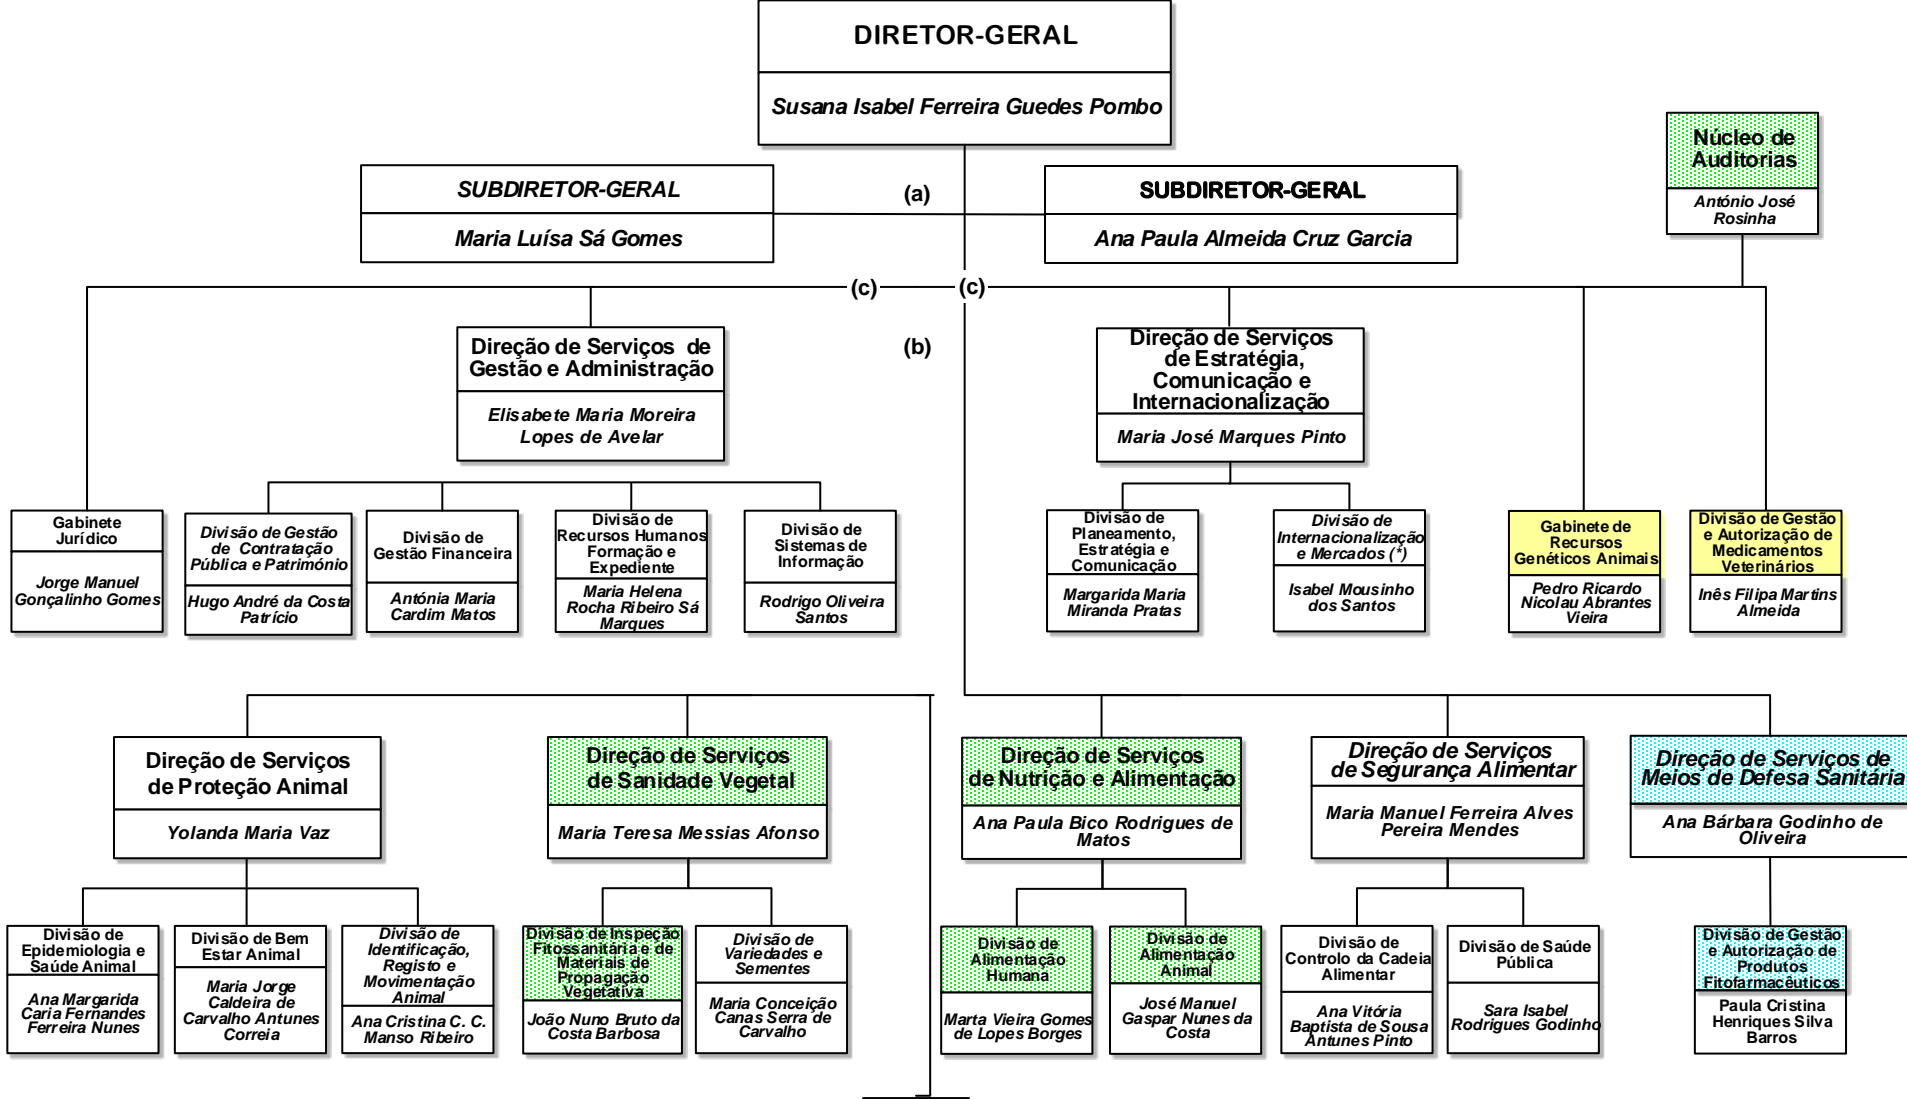 DIRETOR-GERAL
Susana Isabel Ferreira Guedes Pombo
Núcleo de
Auditorias
António José
Rosinha
SUBDIRETOR-GERAL
Maria Luísa Sá Gomes
(a)
SUBDIRETOR-GERAL
Ana Paula Almeida Cruz Garcia
(c)
(c)
(b)
Direção de Serviços de
Gestão e Administração
Elisabete Maria Moreira
Lopes de Avelar
Direção de Serviços
de Estratégia,
Comunicação e
Internacionalização
Maria José Marques Pinto
Gabinete
Jurídico
Jorge Manuel
Gonçalinho Gomes
Divisão de Gestão
de Contratação
Pública e Património
Hugo André da Costa
Patrício
Divisão de
Gestão Financeira
Antónia Maria
Cardim Matos
Divisão de
Recursos Humanos
Formação e
Expediente
Maria Helena
Rocha Ribeiro Sá
Marques
Divisão de
Sistemas de
Informação
Rodrigo Oliveira
Santos
Divisão de
Planeamento,
Estratégia e
Comunicação
Margarida Maria
Miranda Pratas
Divisão de
Internacionalização
e Mercados (*)
Isabel Mousinho
dos Santos
Gabinete de
Recursos
Genéticos Animais
Pedro Ricardo
Nicolau Abrantes
Vieira
Divisão de Gestão
e Autorização de
Medicamentos
Veterinários
Inês Filipa Martins
Almeida
Direção de Serviços
de Proteção Animal
Yolanda Maria Vaz
Direção de Serviços
de Sanidade Vegetal
Maria Teresa Messias Afonso
Direção de Serviços
de Nutrição e Alimentação
Ana Paula Bico Rodrigues de
Matos
Direção de Serviços
de Segurança Alimentar
Maria Manuel Ferreira Alves
Pereira Mendes
Direção de Serviços de
Meios de Defesa Sanitária
Ana Bárbara Godinho de
Oliveira
Divisão de
Epidemiologia e
Saúde Animal
Ana Margarida
Caria Fernandes
Ferreira Nunes
Divisão de Bem
Estar Animal
Maria Jorge
Caldeira de
Carvalho Antunes
Correia
Divisão de
Identificação,
Registo e
Movimentação
Animal
Ana Cristina C. C.
Manso Ribeiro
Divisão de Inspeção
Fitossanitária e de
Materiais de
Propagação
Vegetativa
João Nuno Bruto da
Costa Barbosa
Divisão de
Variedades e
Sementes
Maria Conceição
Canas Serra de
Carvalho
Divisão de
Alimentação
Humana
Marta Vieira Gomes
de Lopes Borges
Divisão de
Alimentação
Animal
José Manuel
Gaspar Nunes da
Costa
Divisão de
Controlo da Cadeia
Alimentar
Ana Vitória
Baptista de Sousa
Antunes Pinto
Divisão de Saúde
Pública
Sara Isabel
Rodrigues Godinho
Divisão de Gestão
e Autorização de
Produtos
Fitofarmacêuticos
Paula Cristina
Henriques Silva
Barros